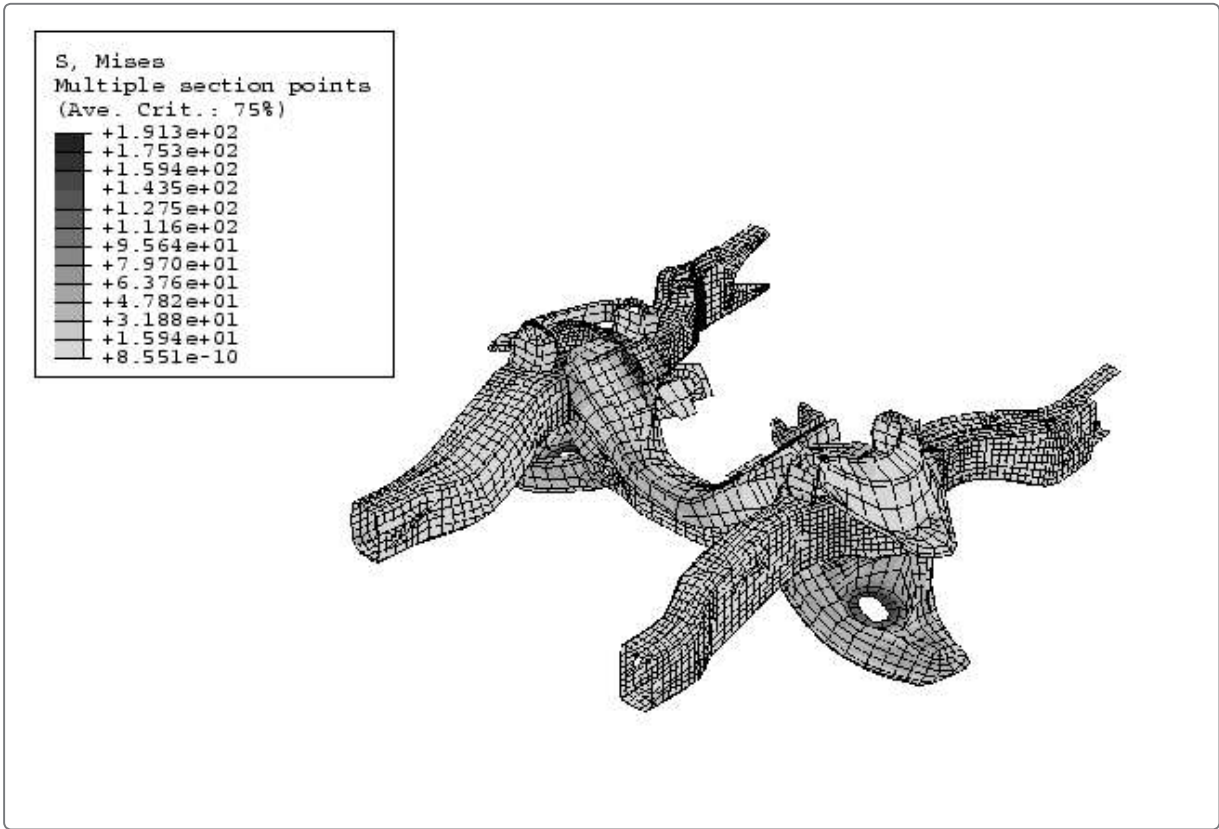 S, Mises
Multiple section points
(Ave. Crit.: 75%)
+1.913e+02
+1.753e+02
+1.594e+02
+1.435e+02
+1.275e+02
+1.116e+02
+9.564e+01
+7.970e+01
+6.376e+01
+4.782e+01
+3.188e+01
+1.594e+01
+8.551e-10